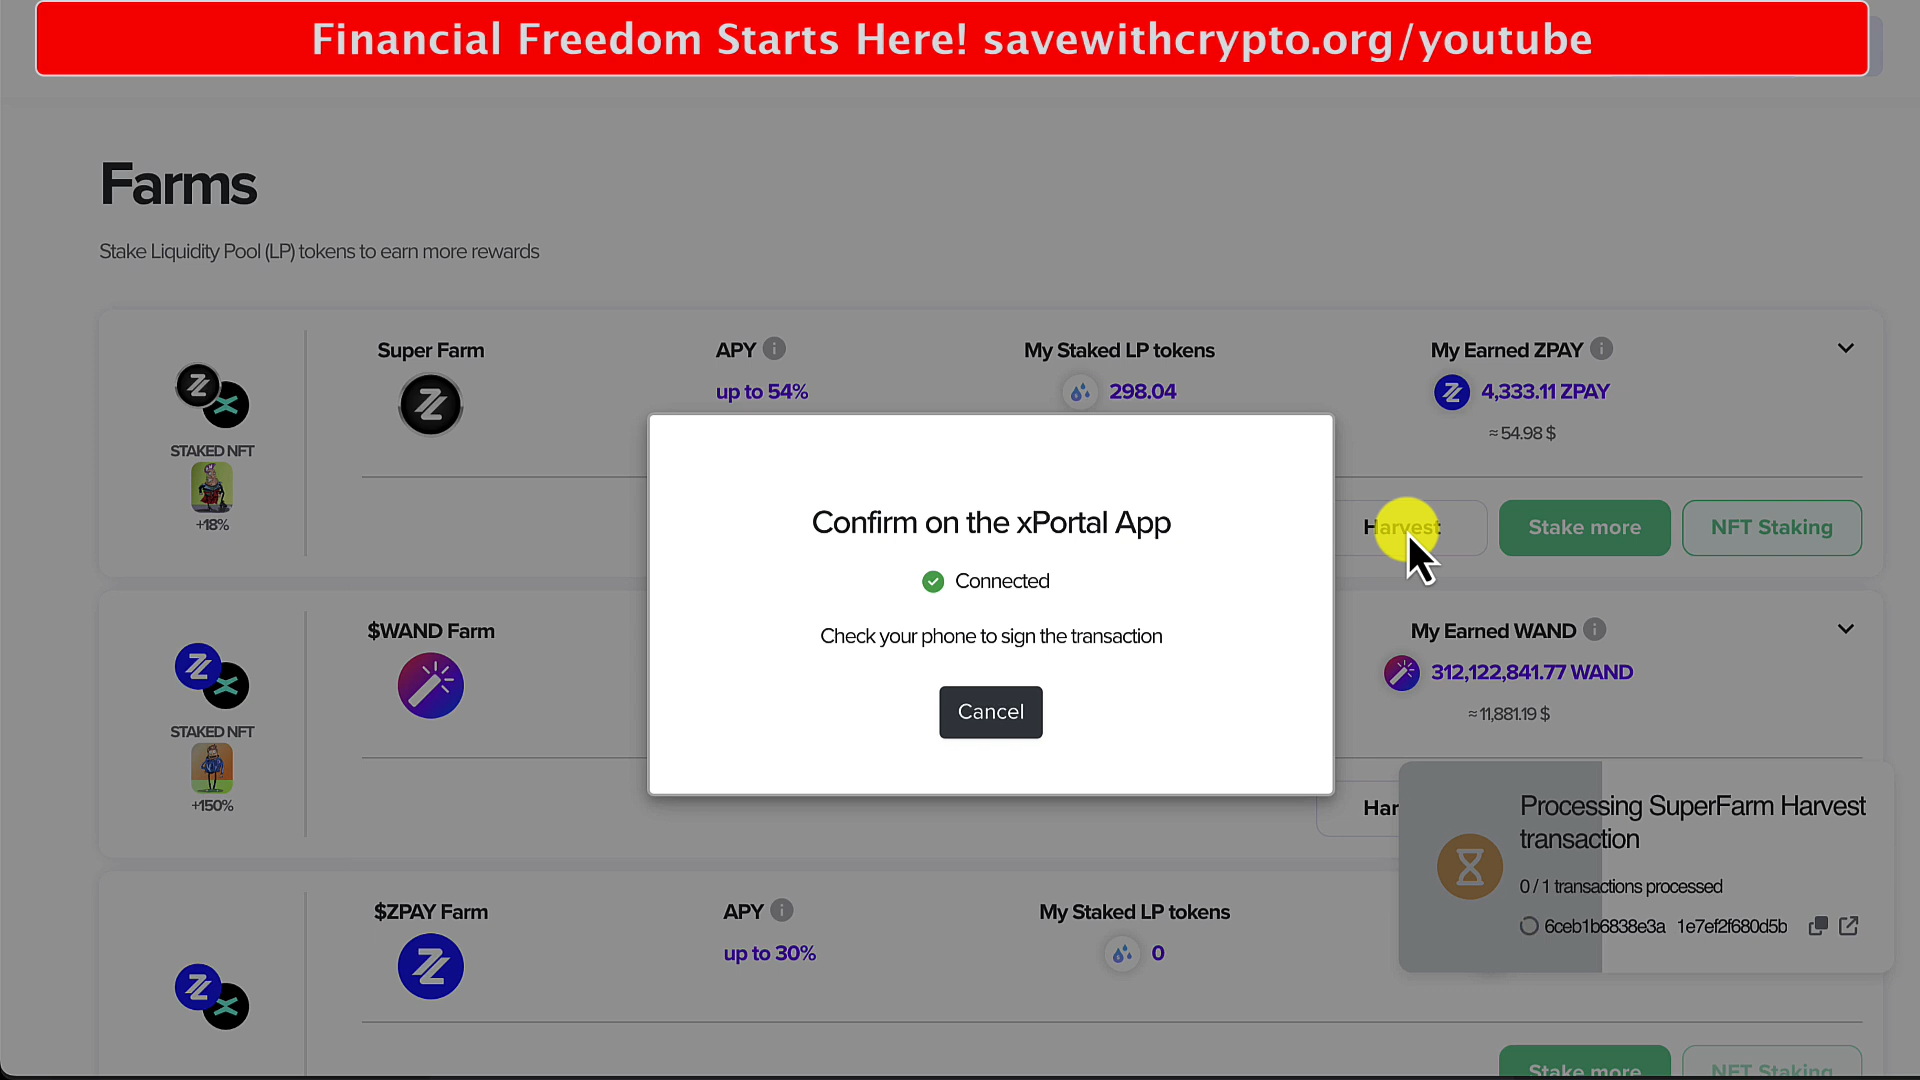 Financial Freedom Starts Here! savewithcrypto.org/youtube
Farms
Stake Liquidity Pool (LP) tokens to earn more rewards
Super Farm
APY
My Staked LP tokens
My Earned ZPAY
up to 54%
298.04
4,333.11 ZPAY
≈ 54.98 $
STAKED NFT
+18%
Harvest
Stake more
NFT Staking
Confirm on the xPortal App
Connected
Check your phone to sign the transaction
Cancel
$WAND Farm
My Earned WAND
312,122,841.77 WAND
≈ 11,881.19 $
STAKED NFT
+150%
Har
Processing SuperFarm Harvest
transaction
0 / 1 transactions processed
6ceb1b6838e3a 1e7ef2f680d5b
$ZPAY Farm
APY
My Staked LP tokens
up to 30%
0
Stake more
NFT Staking